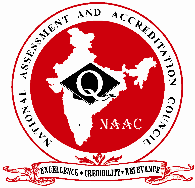 NATIONAL ASSESSMENT AND ACCREDITATION COUNCIL
Q
NAAC
EXCELLENCE • CREDIBILITY • RELEVANCE